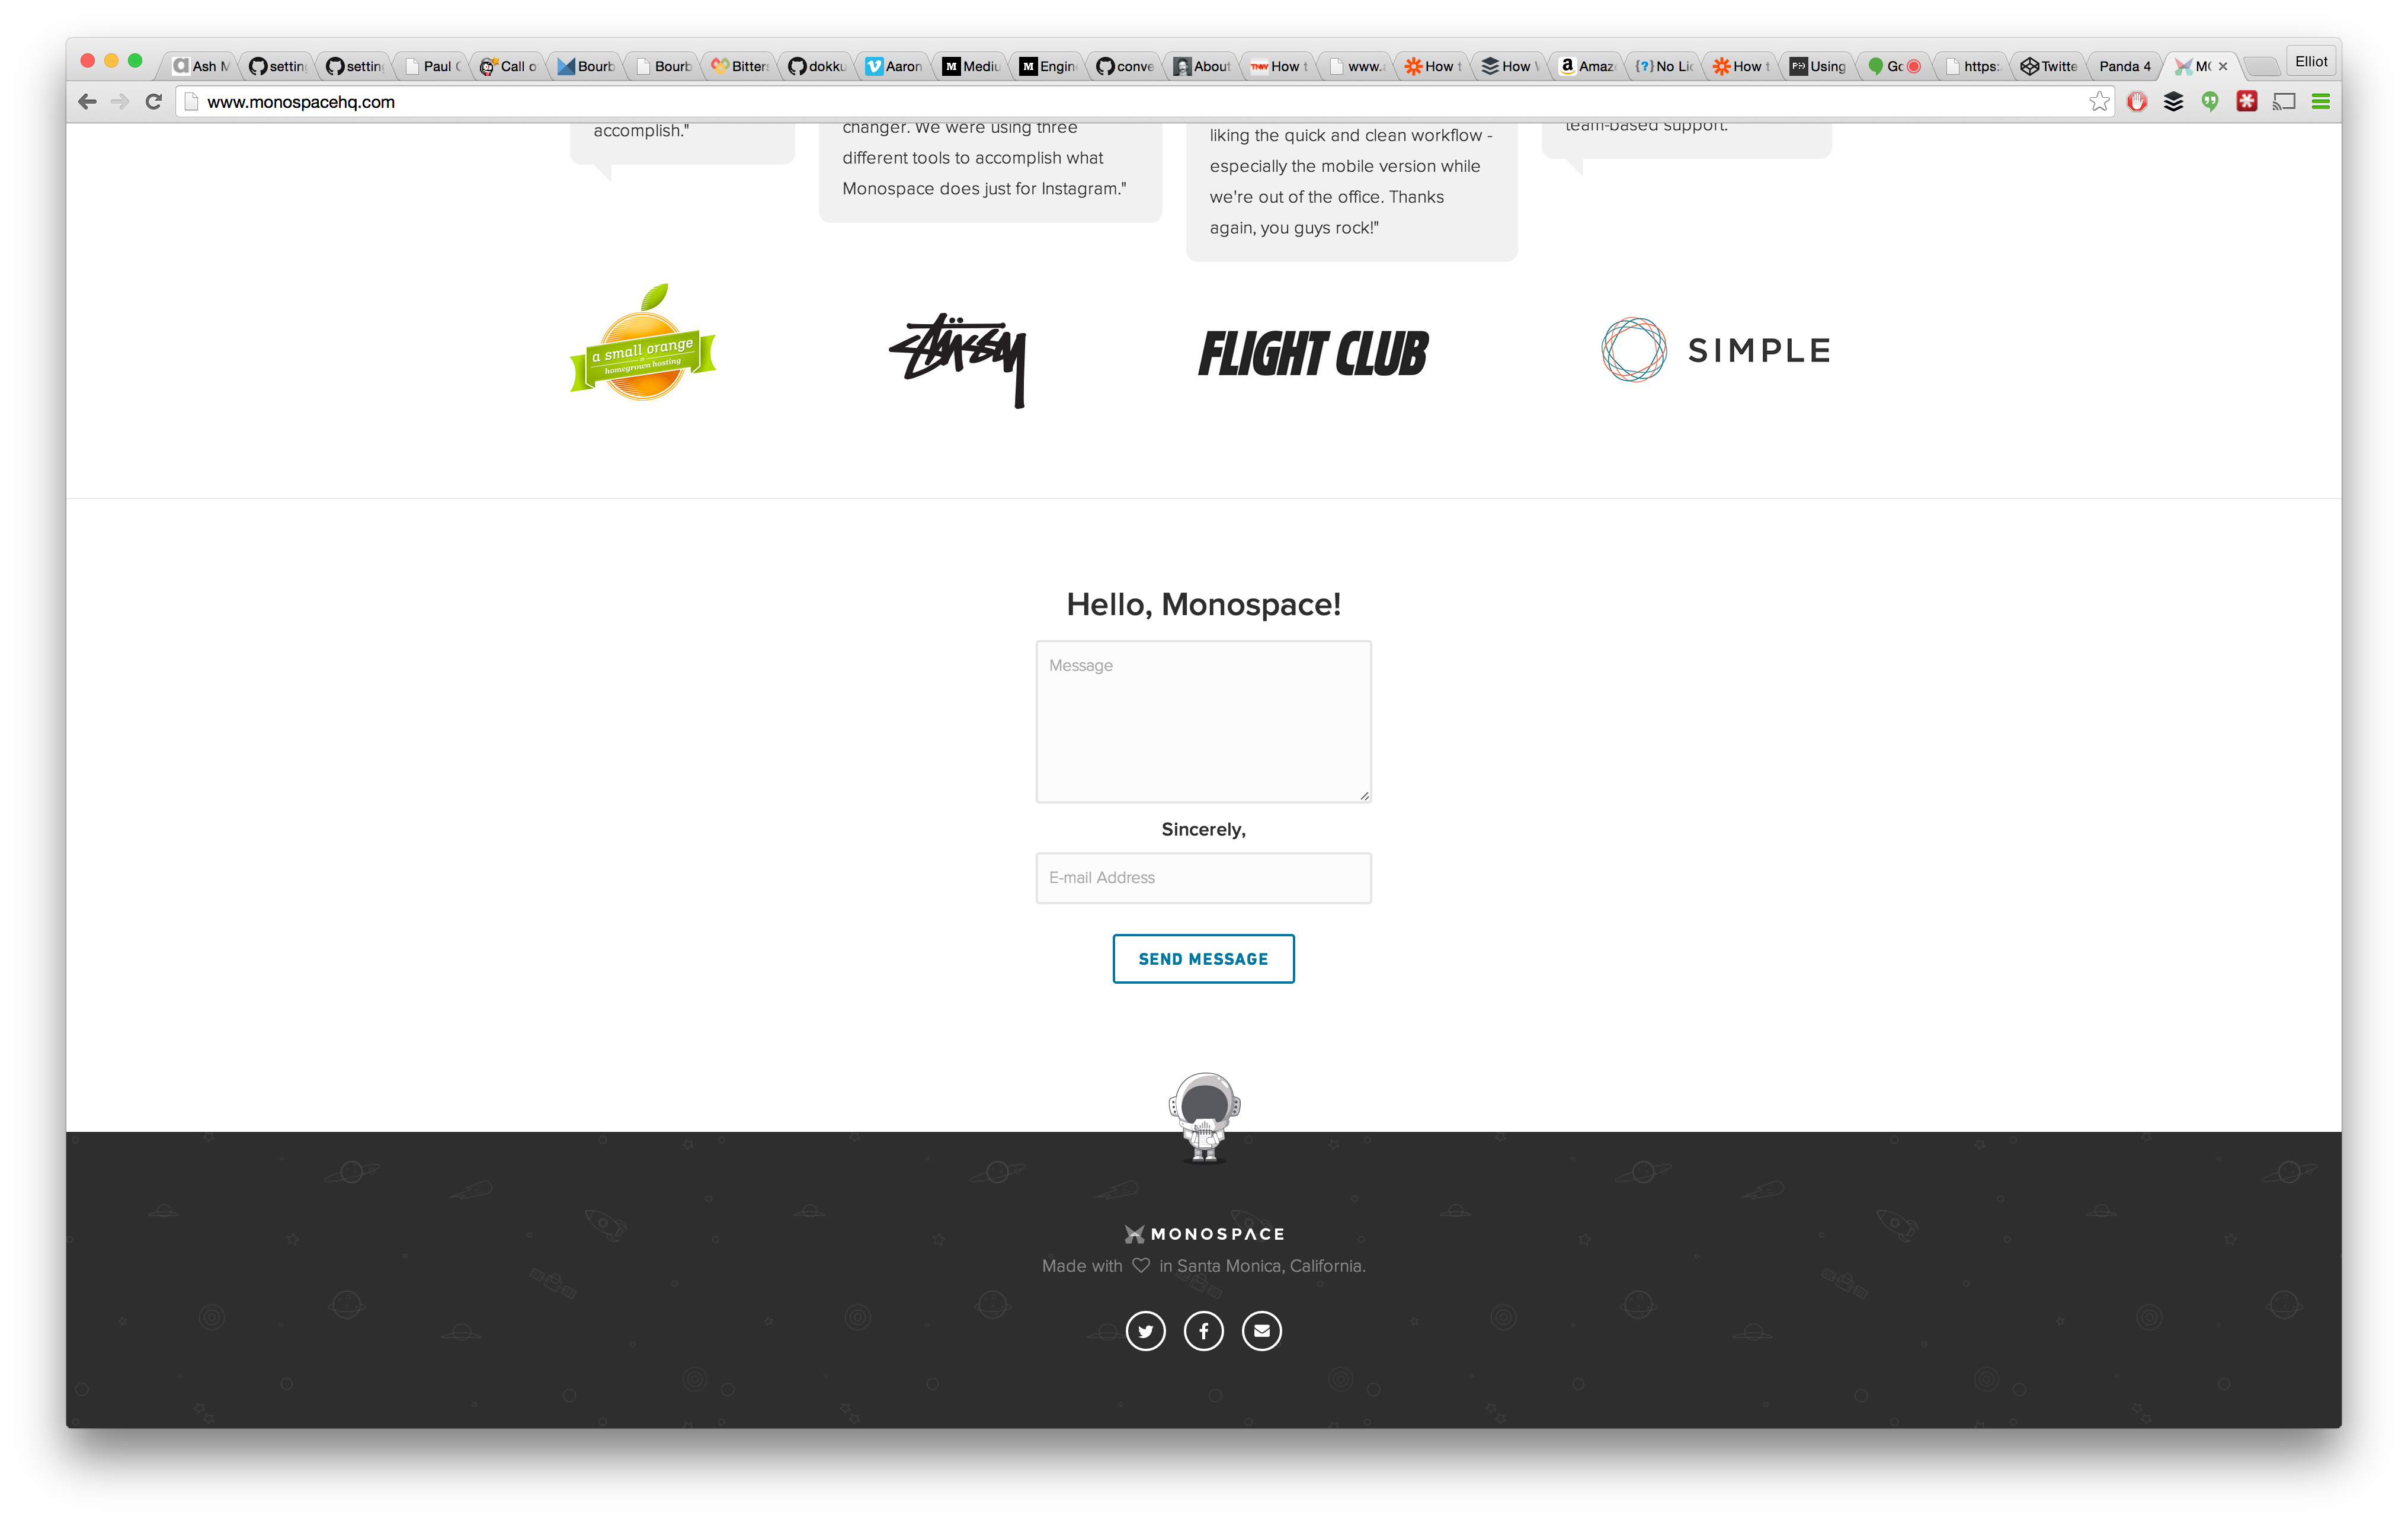 Ash M
setting
setting
Paul
Call o
Bourb
Bourb
Bitters
dokku
Aaron
Mediu
Engin
conve
About
How t
www.
How t
How
Amaz
No Lic
How t
Using
Go
https:
Twitte
Panda 4
MO
Elliot
www.monospacehq.com
accomplish."
changer. We were using three
different tools to accomplish what
Monospace does just for Instagram."
liking the quick and clean workflow -
especially the mobile version while
we're out of the office. Thanks
again, you guys rock!"
team-based support.
a small orange
homegrown hosting
STÜSSY
FLIGHT CLUB
SIMPLE
Hello, Monospace!
Message
Sincerely,
E-mail Address
SEND MESSAGE
MONOSPACE
Made with ♡ in Santa Monica, California.